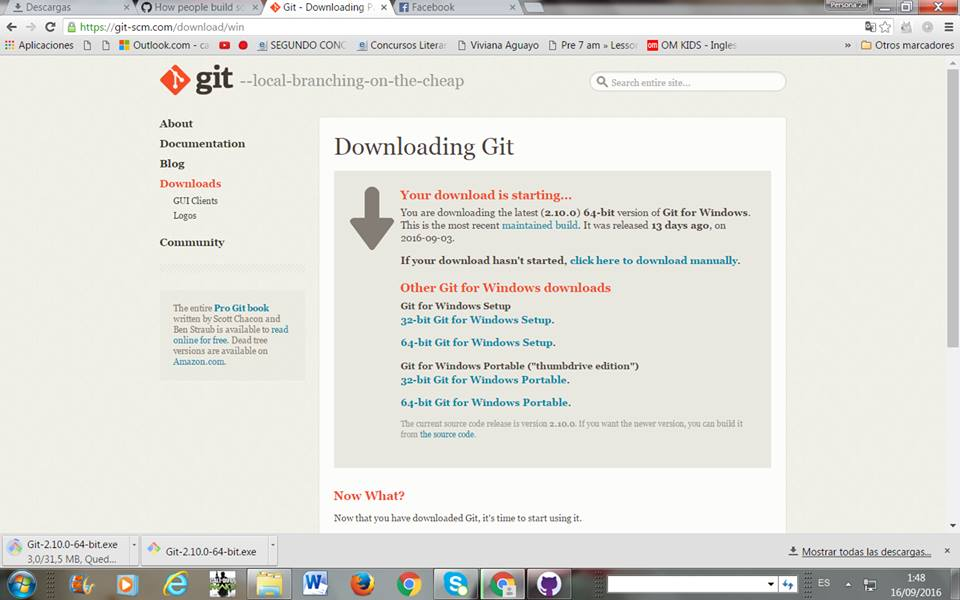 Descargas
How people build so
Git - Downloading P
Facebook
Persona 2
https://git-scm.com/download/win
Aplicaciones
Outlook.com - ca
SEGUNDO CONC
Concursos Literar
Viviana Aguayo
Pre 7 am » Lesson
om
OM KIDS - Ingles
»
Otros marcadores
git --local-branching-on-the-cheap
Search entire site...
About
Documentation
Blog
Downloads
GUI Clients
Logos
Community
The entire Pro Git book
written by Scott Chacon and
Ben Straub is available to read
online for free. Dead tree
versions are available on
Amazon.com.
Downloading Git
Your download is starting...
You are downloading the latest (2.10.0) 64-bit version of Git for Windows.
This is the most recent maintained build. It was released 13 days ago, on
2016-09-03.
If your download hasn't started, click here to download manually.
Other Git for Windows downloads
Git for Windows Setup
32-bit Git for Windows Setup.
64-bit Git for Windows Setup.
Git for Windows Portable ("thumbdrive edition")
32-bit Git for Windows Portable.
64-bit Git for Windows Portable.
The current source code release is version 2.10.0. If you want the newer version, you can build it
from the source code.
Now What?
Now that you have downloaded Git, it's time to start using it.
Git-2.10.0-64-bit.exe
3,0/31,5 MB, Qued...
Git-2.10.0-64-bit.exe
Mostrar todas las descargas...
ES
1:48
16/09/2016